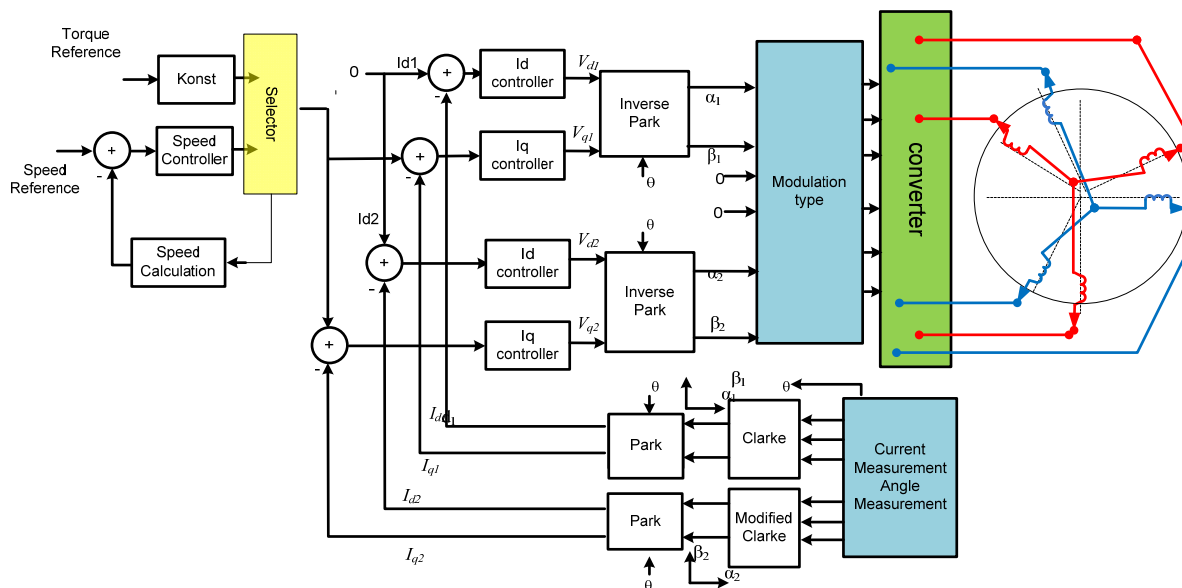 Torque
Reference
Konst
Selector
Speed
Controller
Speed
Reference
Speed
Calculation
-
+
0
Id1
+
-
Id
controller
Vd1
Inverse
Park
α1
β1
θ
0
0
+
-
Iq
controller
Vq1
Id2
+
-
Id
controller
Vd2
θ
Inverse
Park
α2
β2
+
-
Iq
controller
Vq2
Modulation
type
converter
Id1
Iq1
Id2
Iq2
θ
Park
β1
α1
Clarke
θ
Current
Measurement
Angle
Measurement
Park
θ
β2
α2
Modified
Clarke